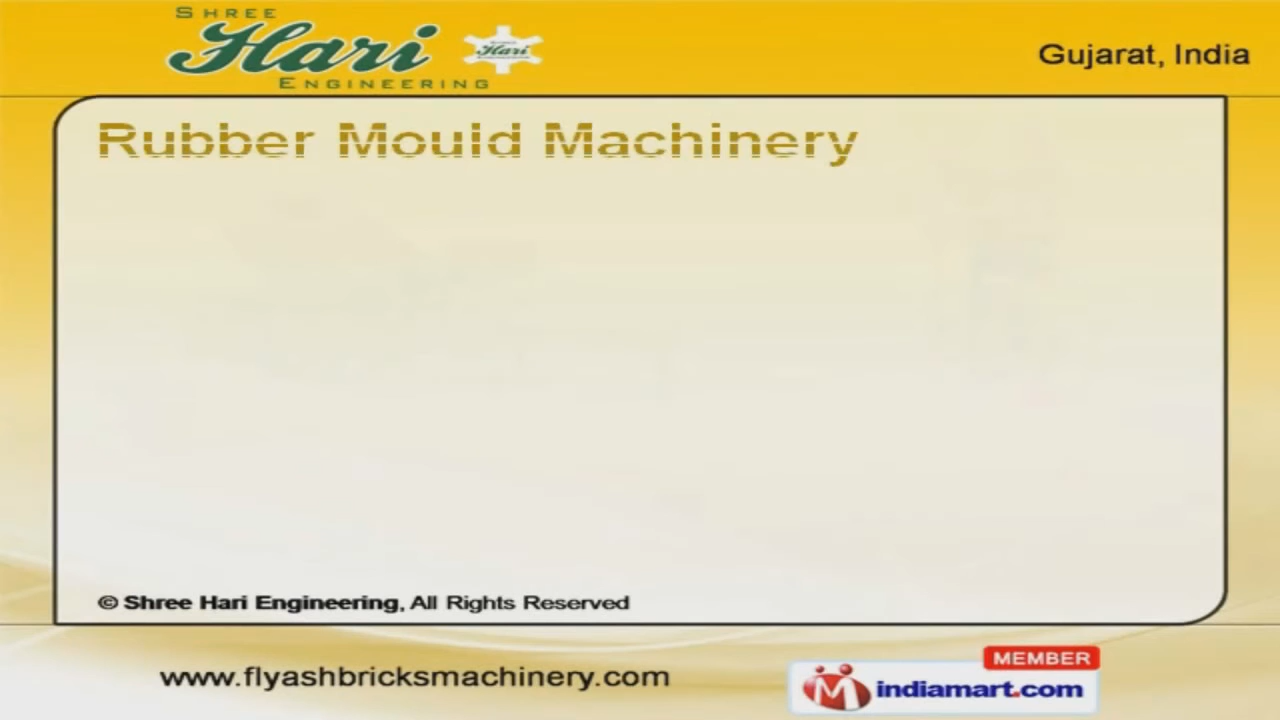 SHREE
Hari
ENGINEERING
Hari
Gujarat, India
Rubber Mould Machinery
© Shree Hari Engineering, All Rights Reserved
www.flyashbricksmachinery.com
MEMBER
indiamart.com